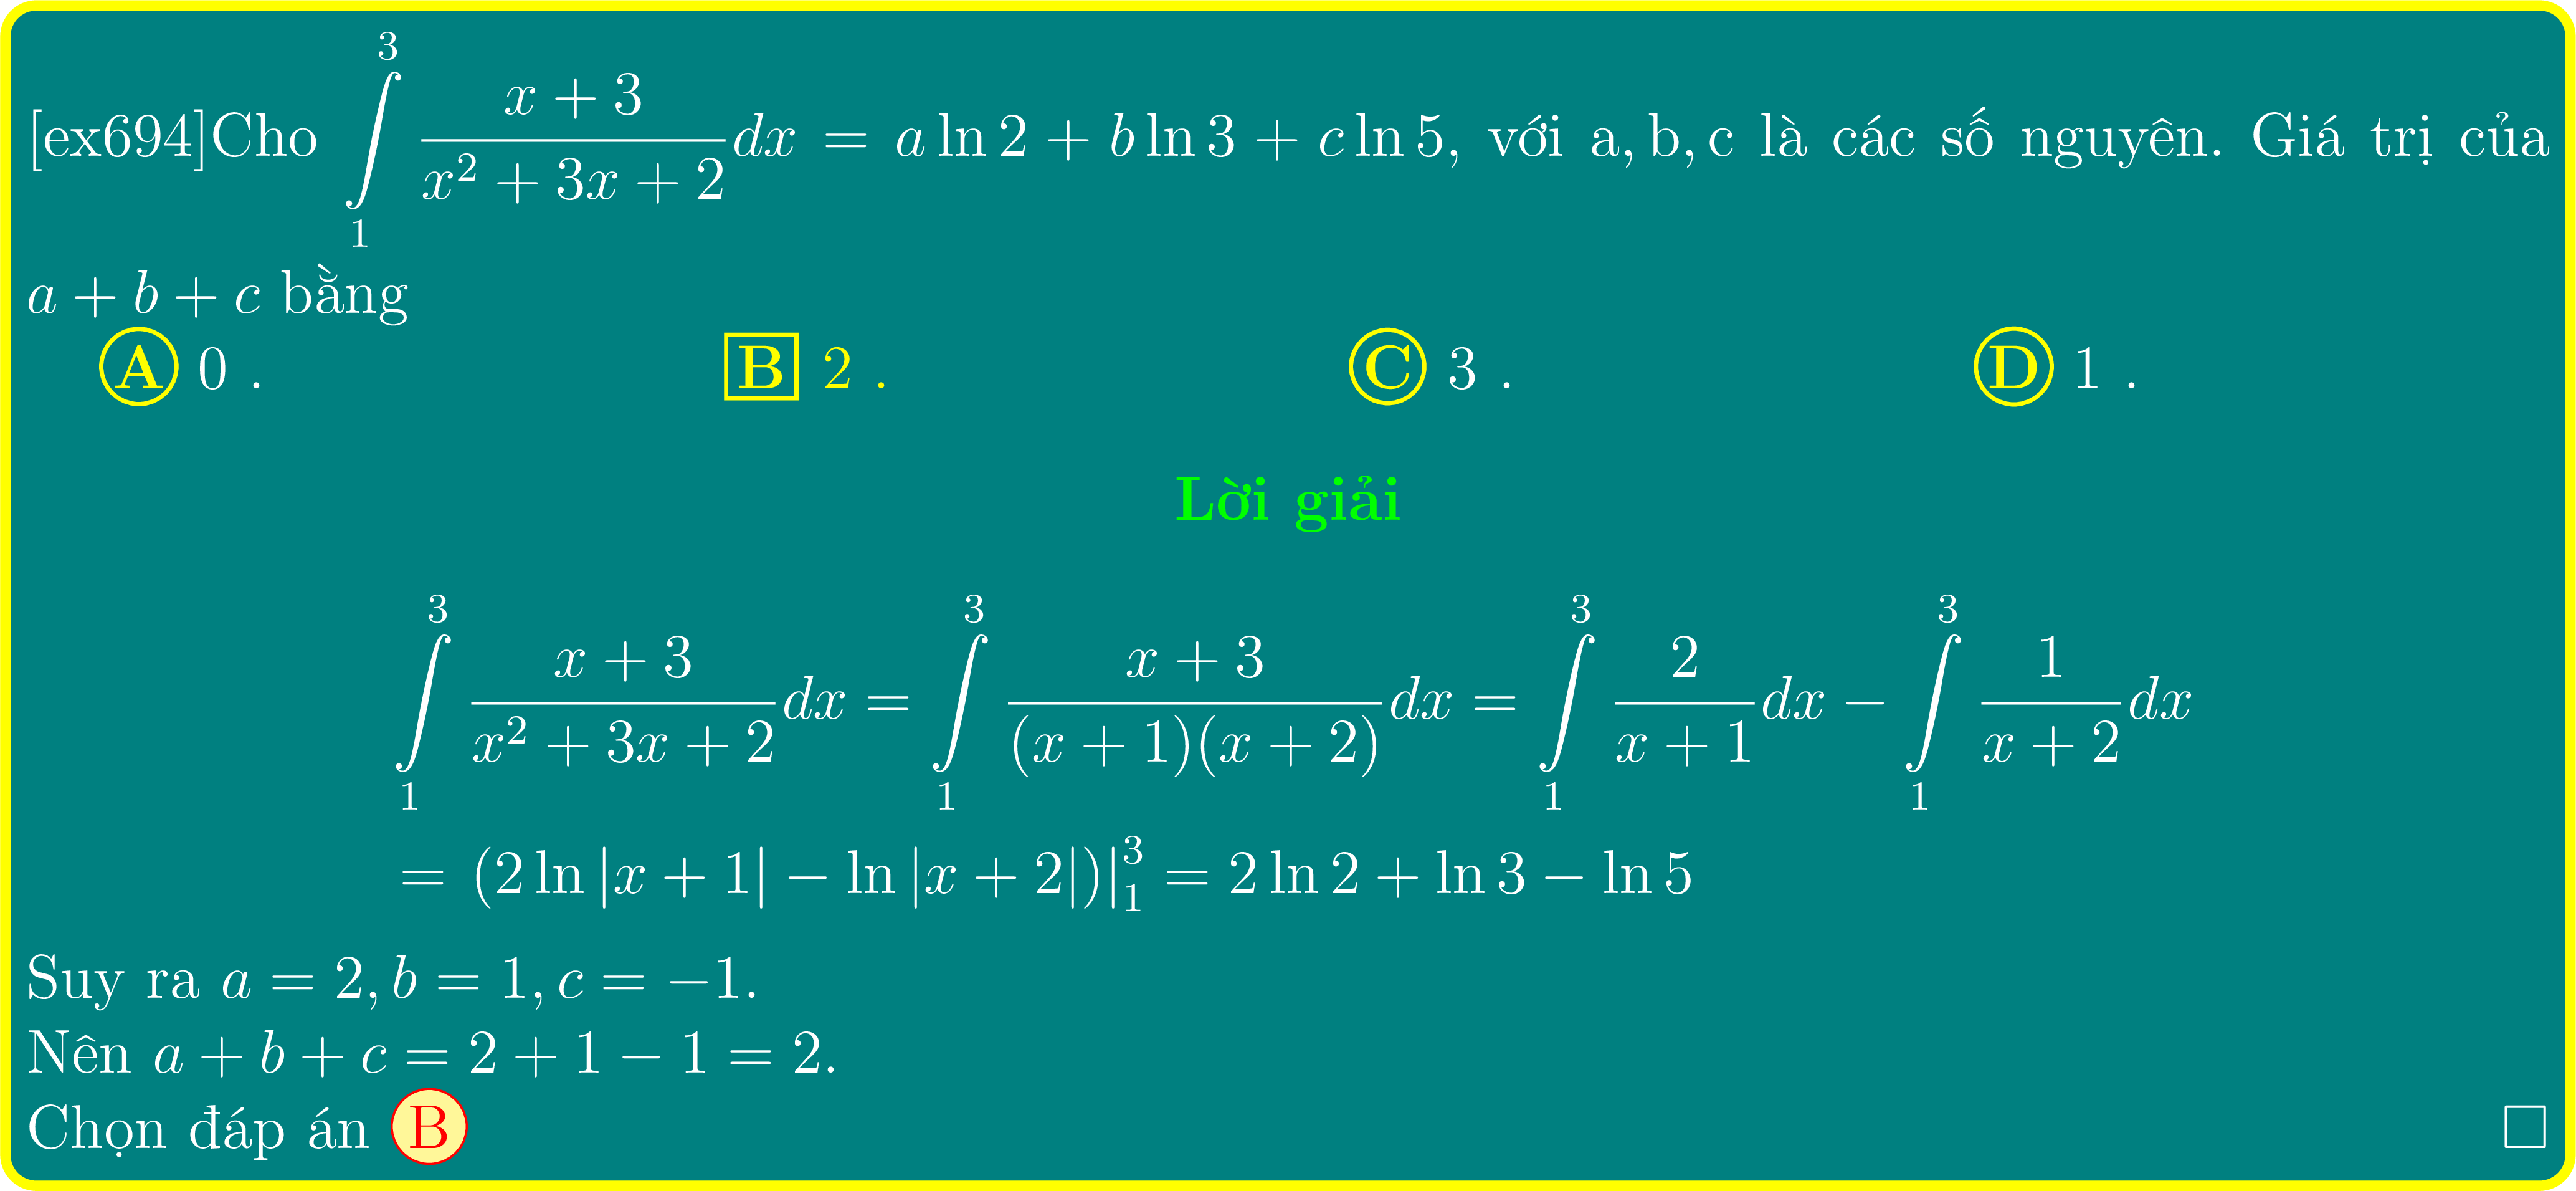 [ex694]Cho $\int\limits_1^3 \frac{x+3}{x^2+3x+2}dx = a\ln 2 + b\ln 3 + c\ln 5$, với a, b, c là các số nguyên. Giá trị của
$a + b + c$ bằng
A 0 . B 2 . C 3 . D 1 .
Lời giải
$\int\limits_1^3 \frac{x+3}{x^2+3x+2}dx = \int\limits_1^3 \frac{x+3}{(x+1)(x+2)}dx = \int\limits_1^3 \frac{2}{x+1}dx - \int\limits_1^3 \frac{1}{x+2}dx$
$= (2\ln|x+1| - \ln|x+2|)|_1^3 = 2\ln 2 + \ln 3 - \ln 5$
Suy ra $a = 2, b = 1, c = -1$.
Nên $a + b + c = 2 + 1 - 1 = 2$.
Chọn đáp án B □